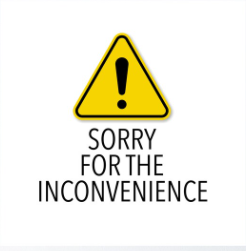 SORRY
FOR THE
INCONVENIENCE